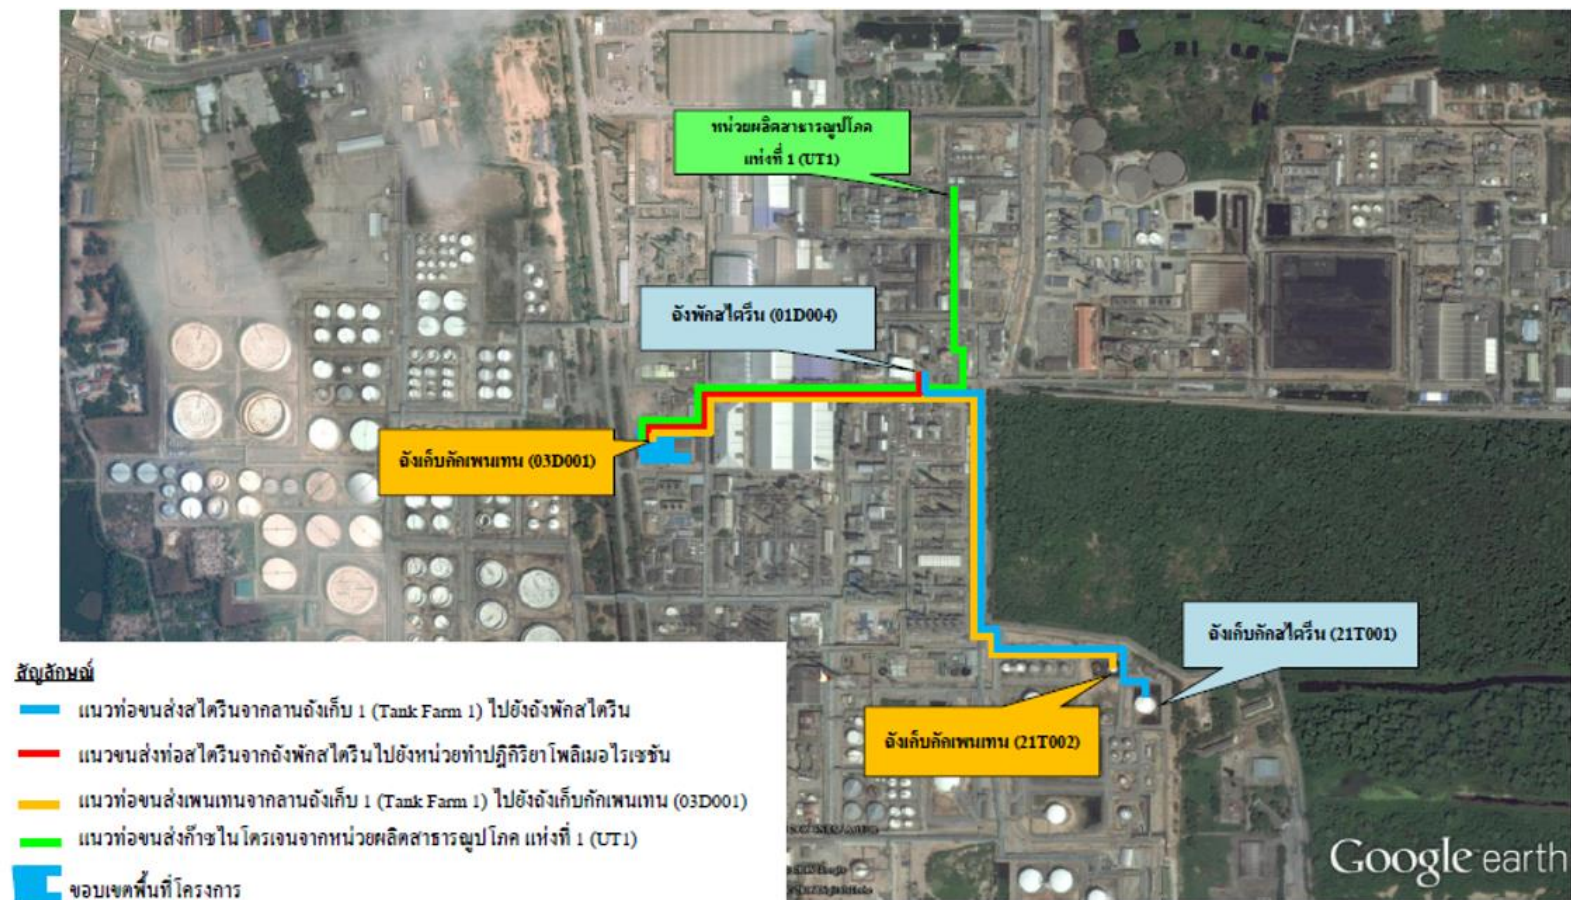 หน่วยผลิตสาธารณูปโภค
แห่งที่ 1 (UT1)
ถังพักสไตรีน (01D004)
ถังเก็บกักเพนเทน (03D001)
ถังเก็บกักสไตรีน (21T001)
ถังเก็บกักเพนเทน (21T002)
สัญลักษณ์
แนวท่อขนส่งสไตรีนจากลานถังเก็บ 1 (Tank Farm 1) ไปยังถังพักสไตรีน
แนวขนส่งท่อสไตรีนจากถังพักสไตรีนไปยังหน่วยทำปฏิกิริยาโพลิเมอไรเซชัน
แนวท่อขนส่งเพนเทนจากลานถังเก็บ 1 (Tank Farm 1) ไปยังถังเก็บกักเพนเทน (03D001)
แนวท่อขนส่งก๊าซไนโตรเจนจากหน่วยผลิตสาธารณูปโภค แห่งที่ 1 (UT1)
ขอบเขตพื้นที่โครงการ
Google earth